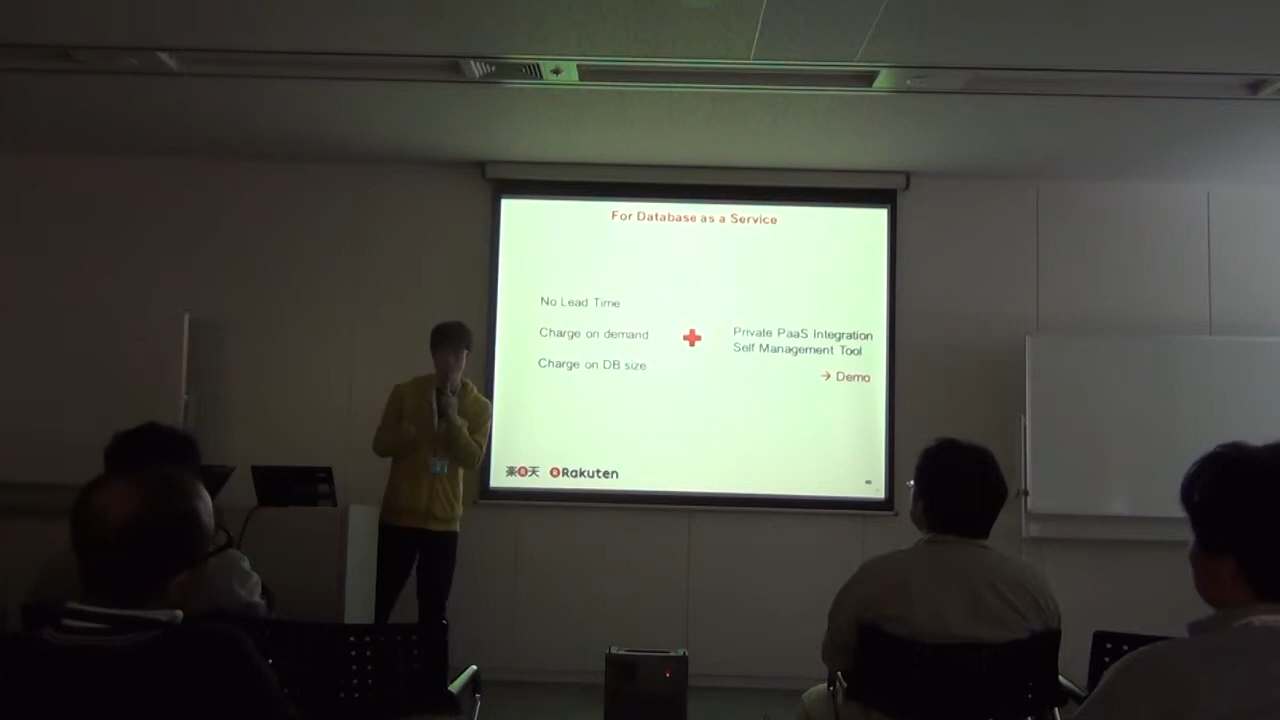 For Database as a Service
No Lead Time
Charge on demand
Charge on DB size
Private PaaS Integration
Self Management Tool
→ Demo
楽天 Rakuten